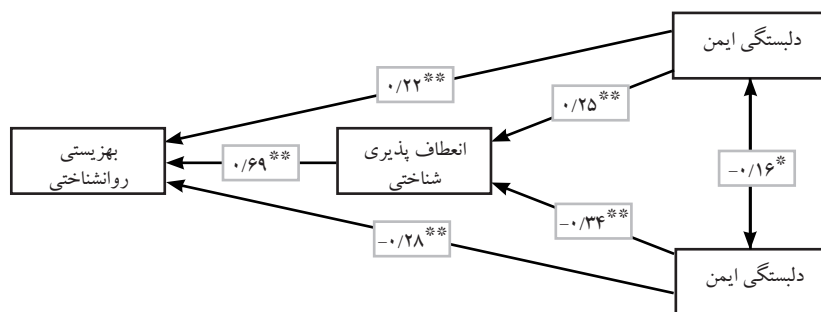 دلبستگی ایمن
۰/۲۲**
۰/۲۵**
بهزیستی
روانشناختی
۰/۶۹**
انعطاف پذیری
شناختی
−۰/۱۶*
−۰/۳۴**
−۰/۲۸**
دلبستگی ایمن